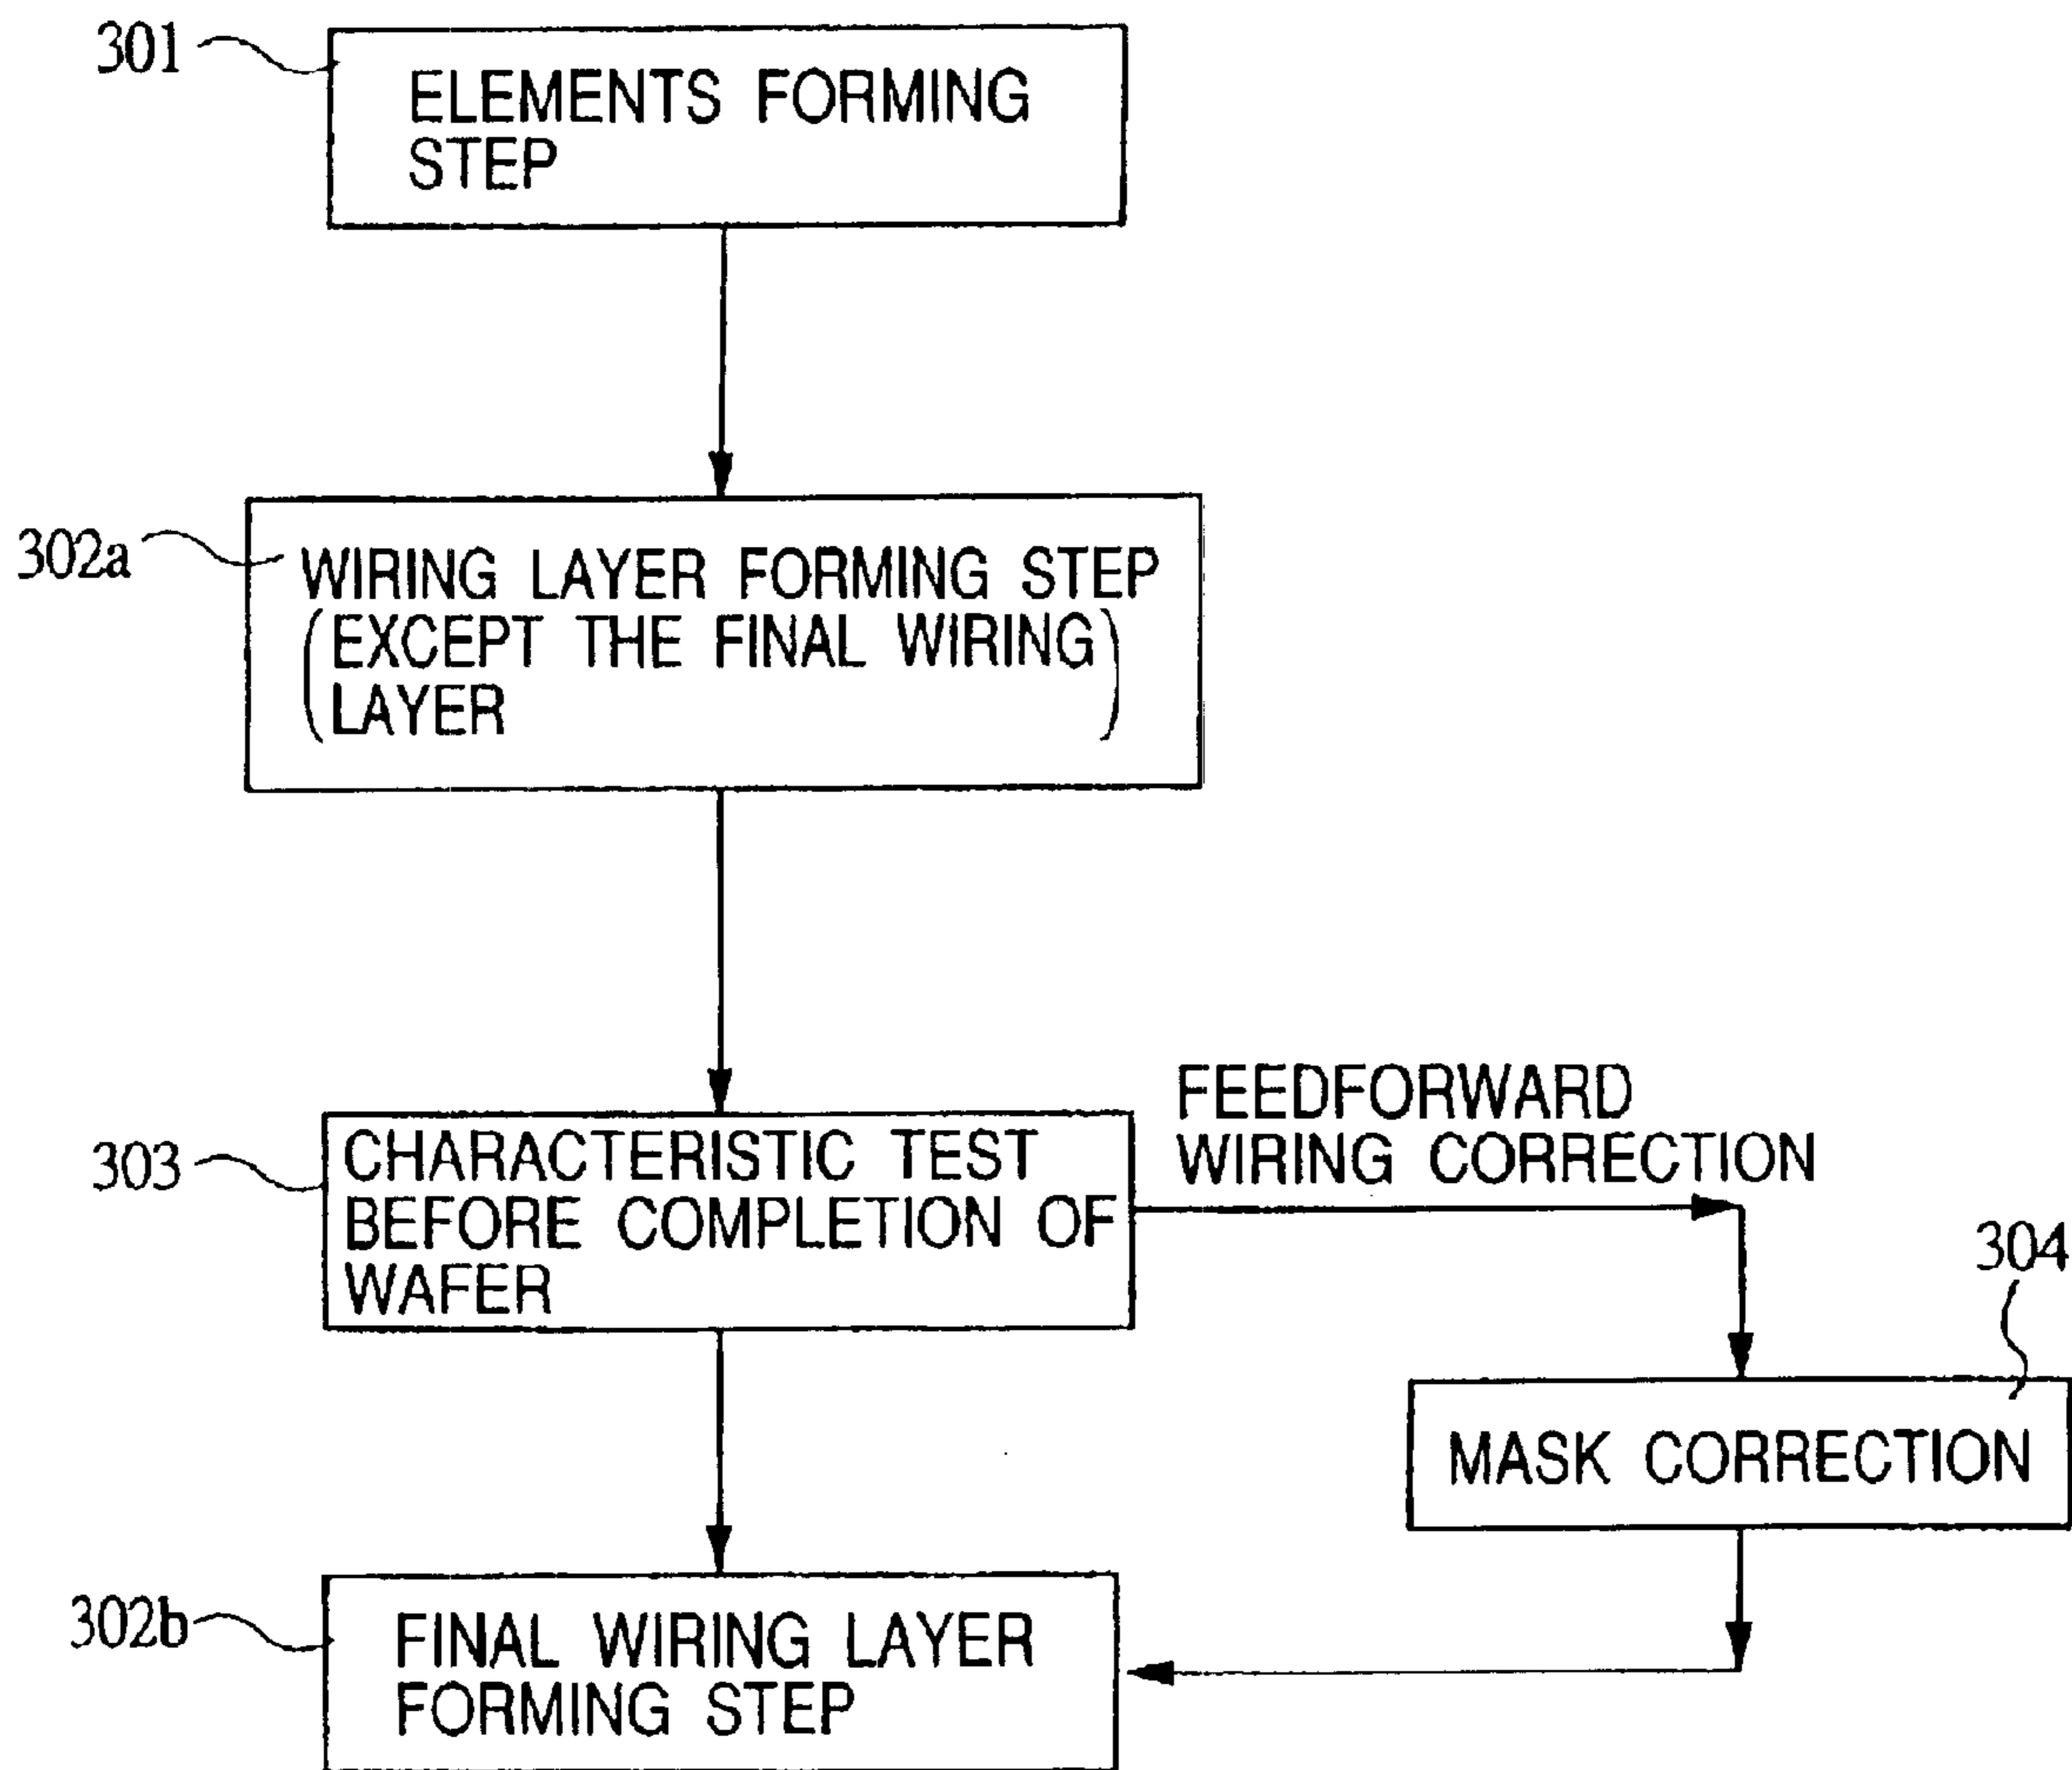 301
ELEMENTS FORMING
STEP
302a
WIRING LAYER FORMING STEP
(EXCEPT THE FINAL WIRING
LAYER)
303
CHARACTERISTIC TEST
BEFORE COMPLETION OF
WAFER
FEEDFORWARD
WIRING CORRECTION
304
MASK CORRECTION
302b
FINAL WIRING LAYER
FORMING STEP